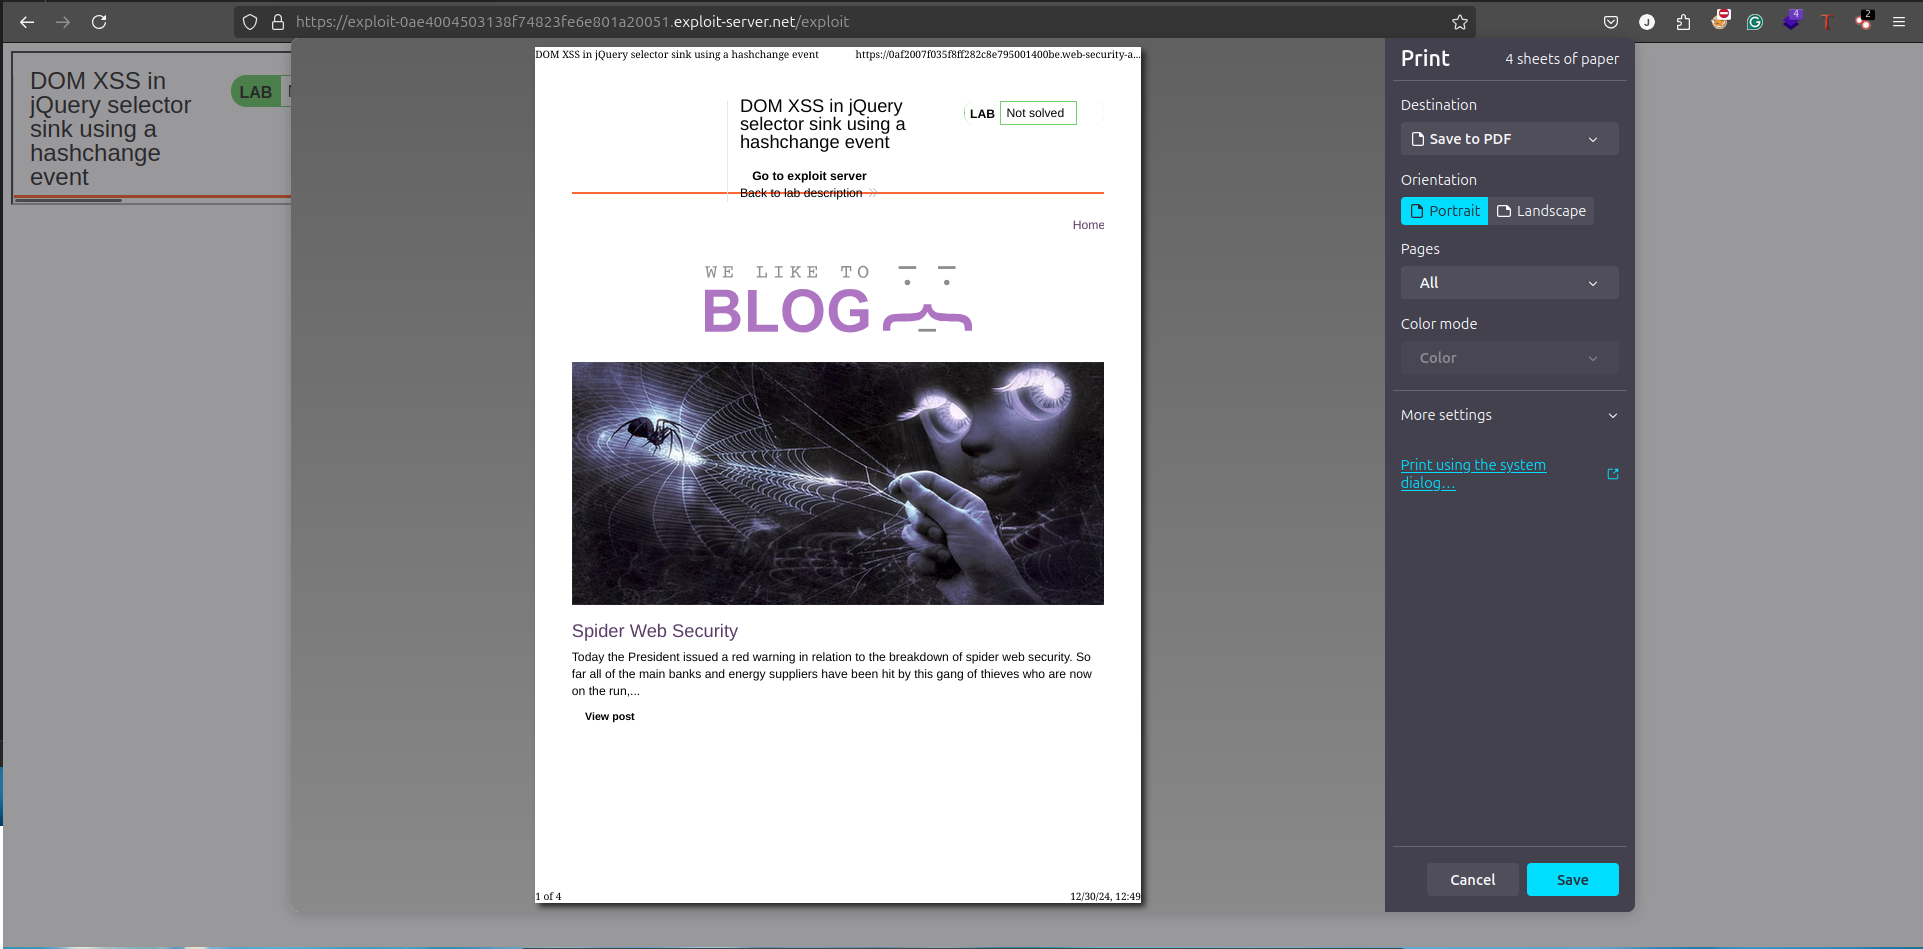 https://exploit-0ae4004503138f74823fe6e801a20051.exploit-server.net/exploit
J
4
2
DOM XSS in
jQuery selector
sink using a
hashchange
event
LAB
DOM XSS in jQuery selector sink using a hashchange event
https://0af2007f035f8ff282c8e795001400be.web-security-a...
DOM XSS in jQuery
selector sink using a
hashchange event
LAB
Not solved
Go to exploit server
Back to lab description
Home
WE LIKE TO
BLOG
Spider Web Security
Today the President issued a red warning in relation to the breakdown of spider web security. So
far all of the main banks and energy suppliers have been hit by this gang of thieves who are now
on the run,...
View post
1 of 4
12/30/24, 12:49
Print
4 sheets of paper
Destination
Save to PDF
Orientation
Portrait
Landscape
Pages
All
Color mode
Color
More settings
Print using the system
dialog...
Cancel
Save